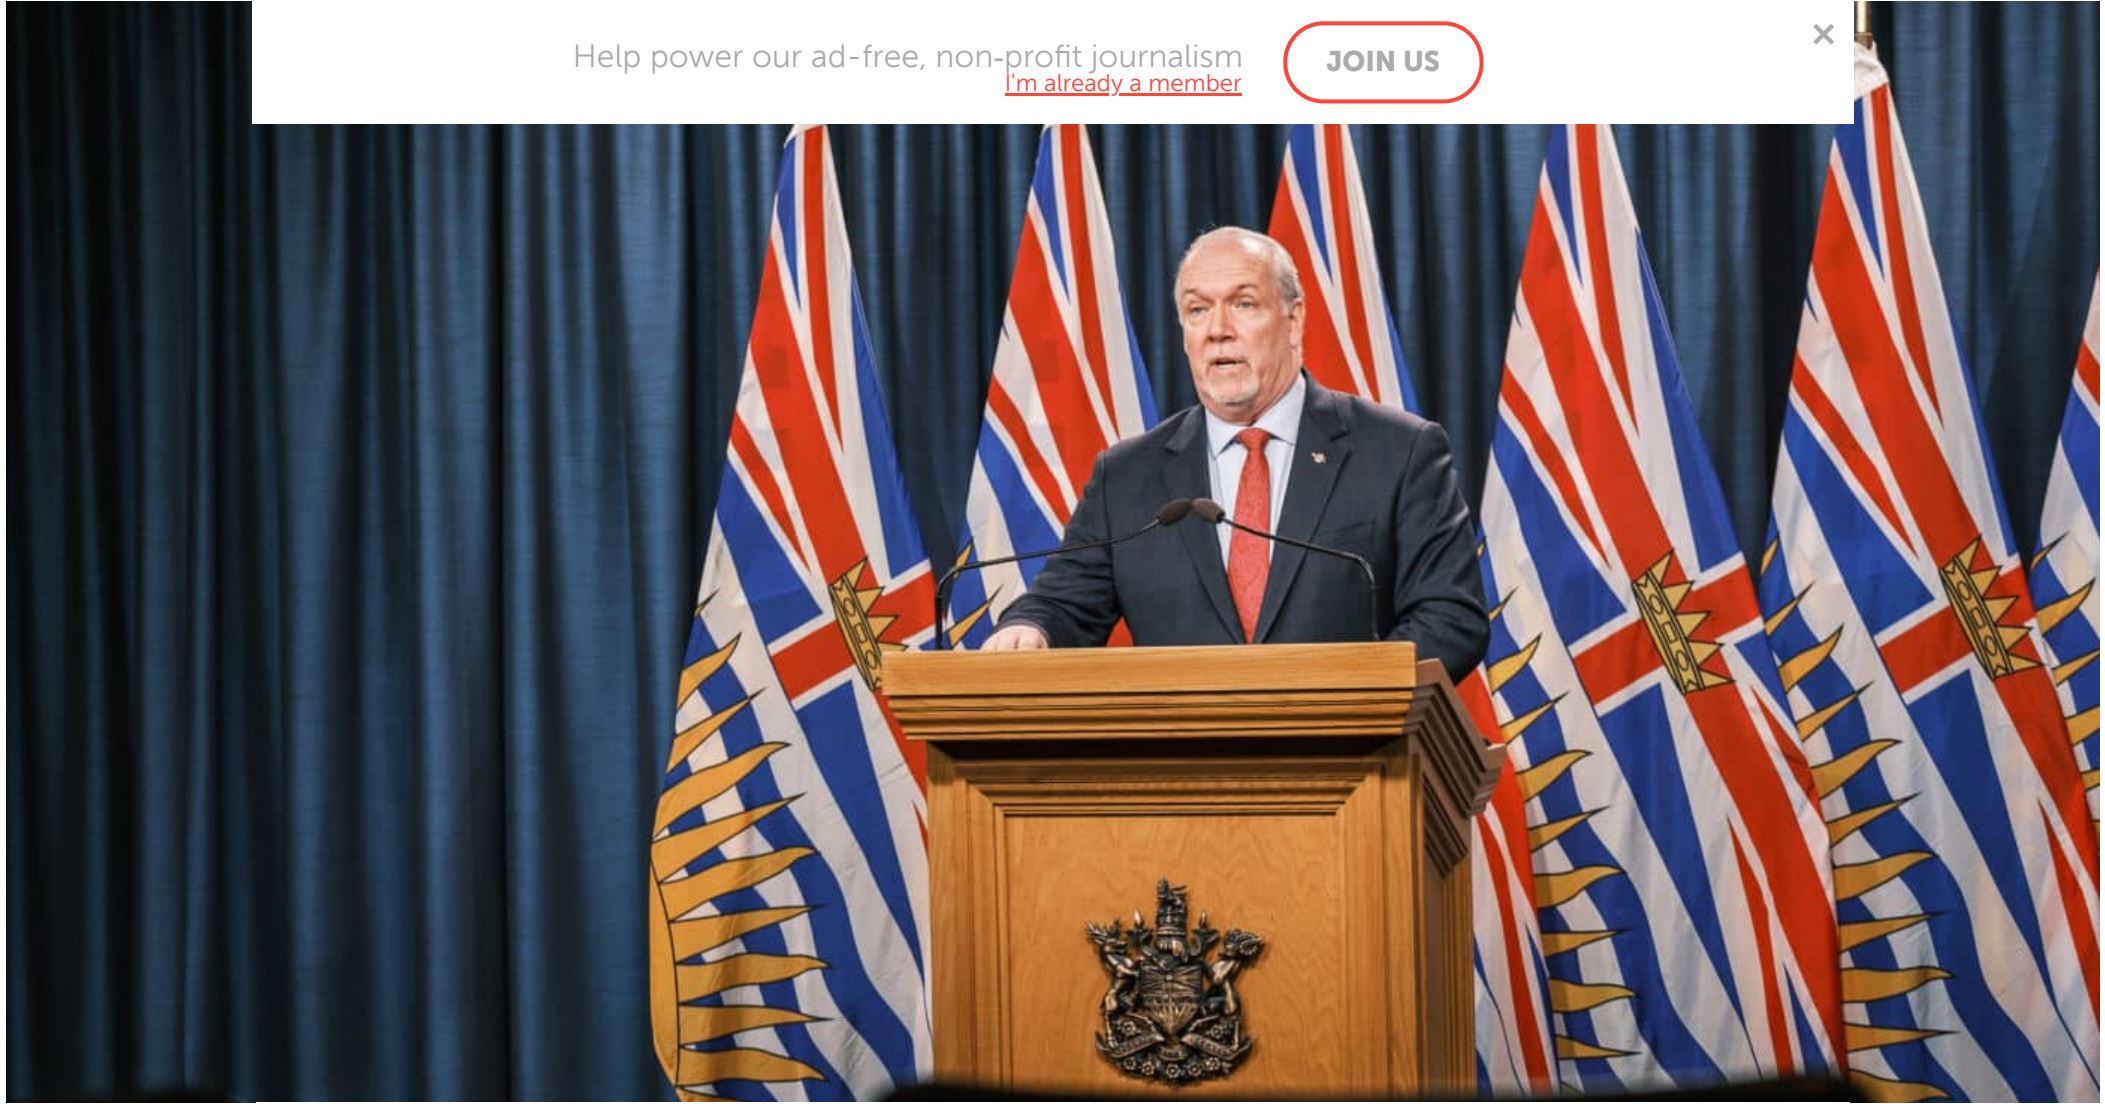 Help power our ad-free, non-profit journalism
I'm already a member
JOIN US
×